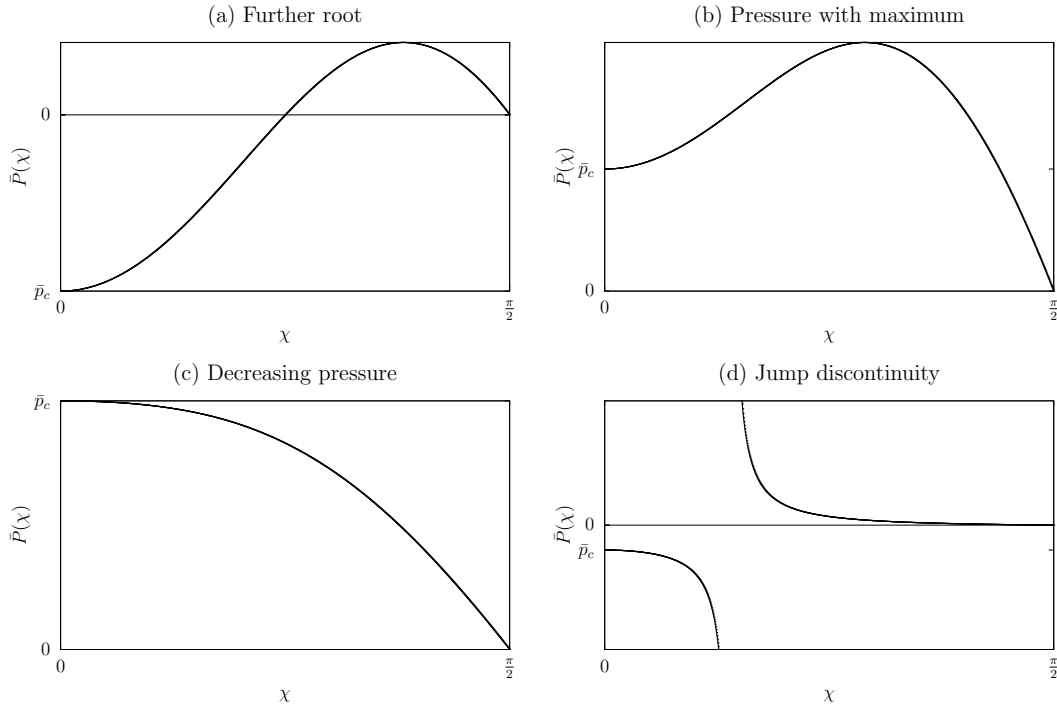 (a) Further root
0
P̄(χ)
p̄c
0
π/2
χ
(b) Pressure with maximum
P̄(χ)
p̄c
0
0
π/2
χ
(c) Decreasing pressure
p̄c
P̄(χ)
0
0
π/2
χ
(d) Jump discontinuity
P̄(χ)
0
p̄c
0
π/2
χ